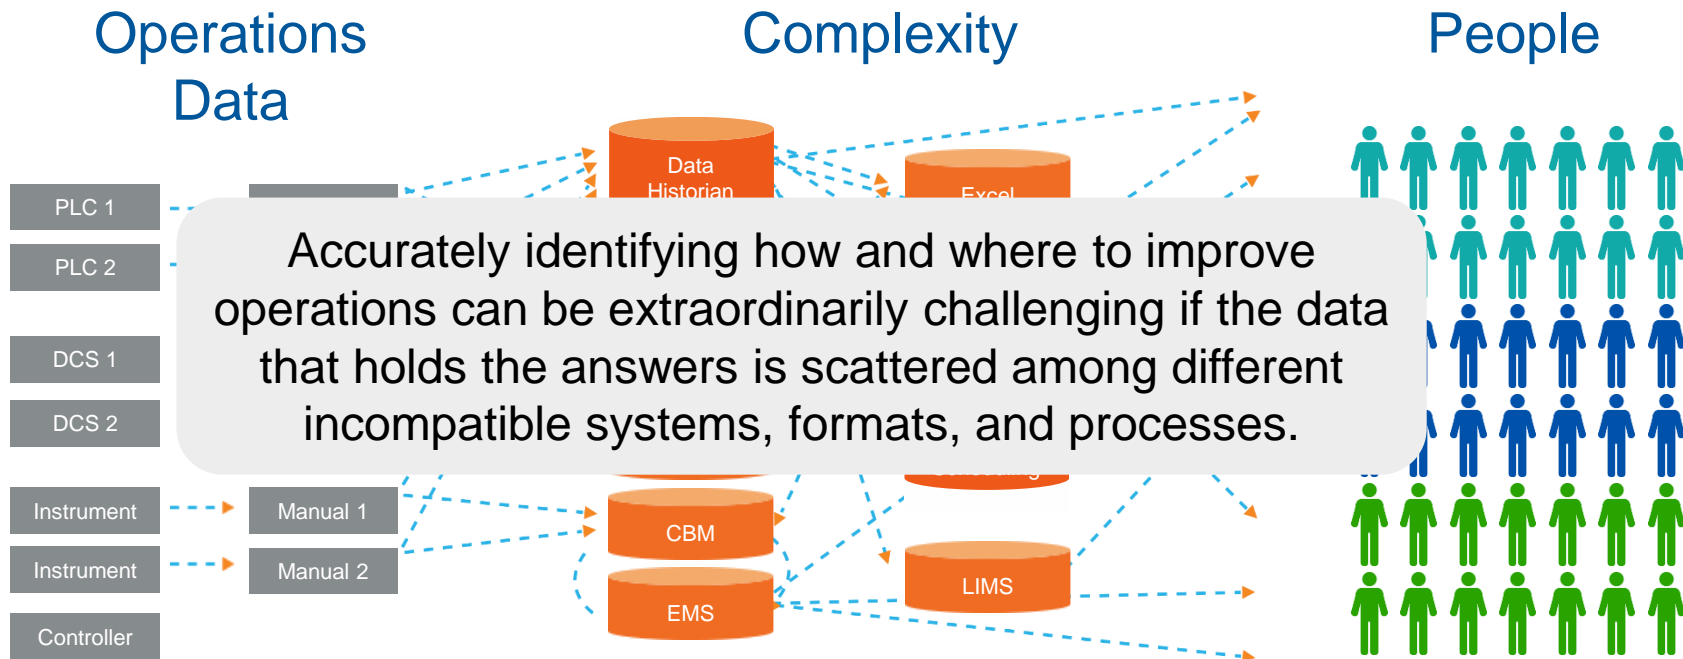 Operations
Data
Complexity
People
PLC 1
PLC 2
DCS 1
DCS 2
Instrument
Instrument
Controller
Manual 1
Manual 2
Data
Historian
Excel
CBM
EMS
LIMS
Accurately identifying how and where to improve
operations can be extraordinarily challenging if the data
that holds the answers is scattered among different
incompatible systems, formats, and processes.